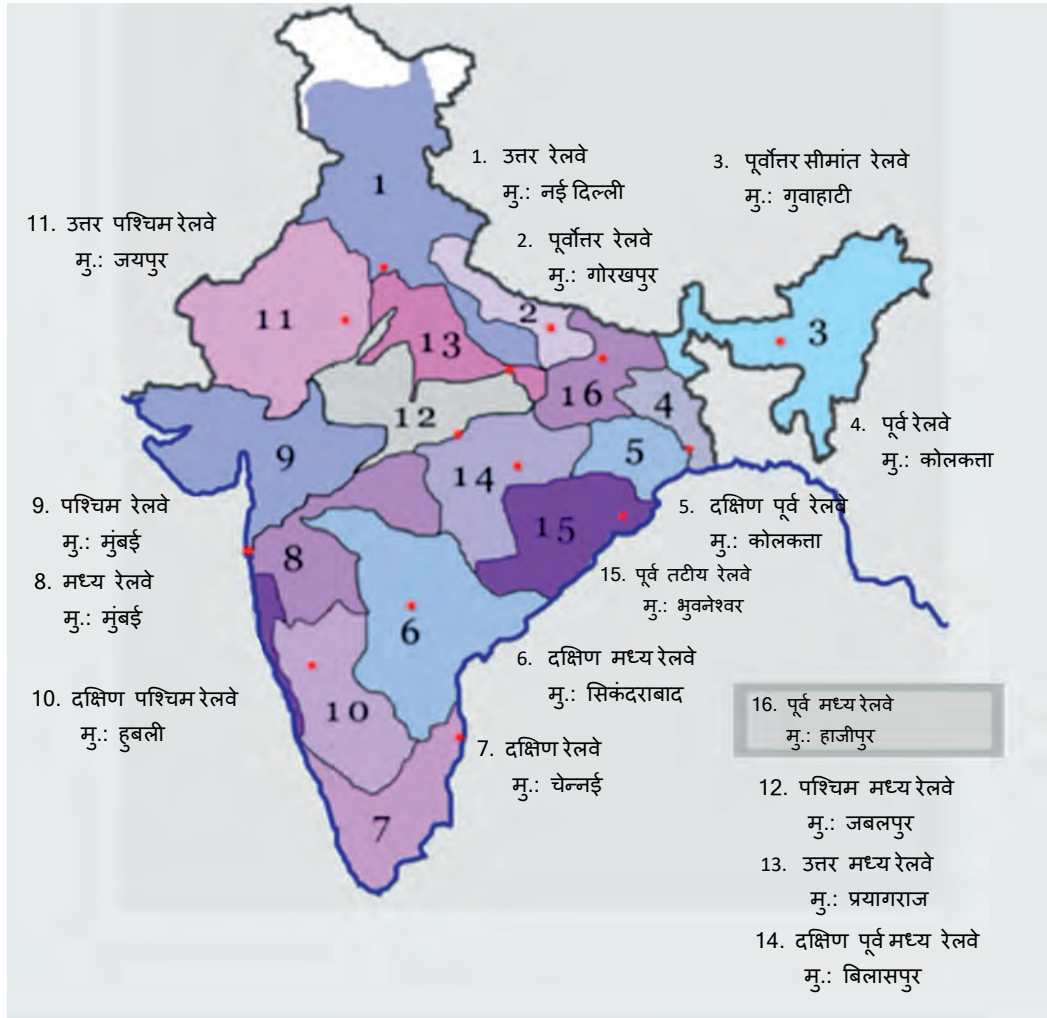 1. उत्तर रेलवे
मु.: नई दिल्ली
3. पूर्वोत्तर सीमांत रेलवे
मु.: गुवाहाटी
11. उत्तर पश्चिम रेलवे
मु.: जयपुर
2. पूर्वोत्तर रेलवे
मु.: गोरखपुर
1
2
3
11
13
16
4
12
5
9
14
4. पूर्व रेलवे
मु.: कोलकत्ता
9. पश्चिम रेलवे
मु.: मुंबई
8. मध्य रेलवे
मु.: मुंबई
15
8
5. दक्षिण पूर्व रेलवे
मु.: कोलकत्ता
15. पूर्व तटीय रेलवे
मु.: भुवनेश्वर
6
6. दक्षिण मध्य रेलवे
मु.: सिकंदराबाद
10. दक्षिण पश्चिम रेलवे
मु.: हुबली
10
16. पूर्व मध्य रेलवे
मु.: हाजीपुर
7. दक्षिण रेलवे
मु.: चेन्नई
7
12. पश्चिम मध्य रेलवे
मु.: जबलपुर
13. उत्तर मध्य रेलवे
मु.: प्रयागराज
14. दक्षिण पूर्व मध्य रेलवे
मु.: बिलासपुर